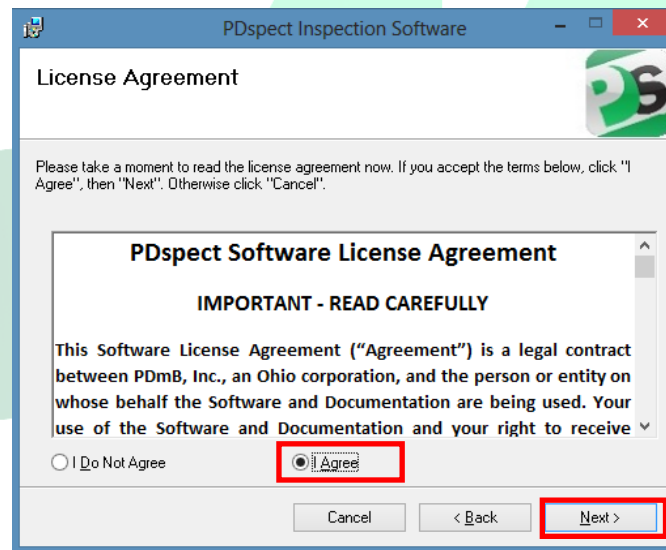 PDspect Inspection Software
License Agreement
PS
Please take a moment to read the license agreement now. If you accept the terms below, click "I
Agree", then "Next". Otherwise click "Cancel".
PDspect Software License Agreement
IMPORTANT - READ CAREFULLY
This Software License Agreement (“Agreement”) is a legal contract
between PDmB, Inc., an Ohio corporation, and the person or entity on
whose behalf the Software and Documentation are being used. Your
use of the Software and Documentation and your right to receive
I Do Not Agree
I Agree
Cancel
< Back
Next >